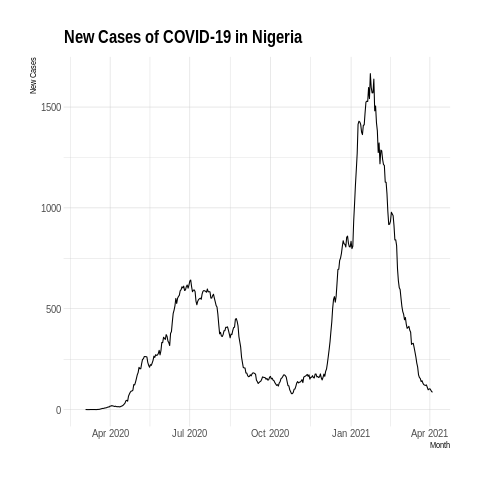 New Cases of COVID-19 in Nigeria
New Cases
1500
1000
500
0
Apr 2020 Jul 2020 Oct 2020 Jan 2021 Apr 2021
Month